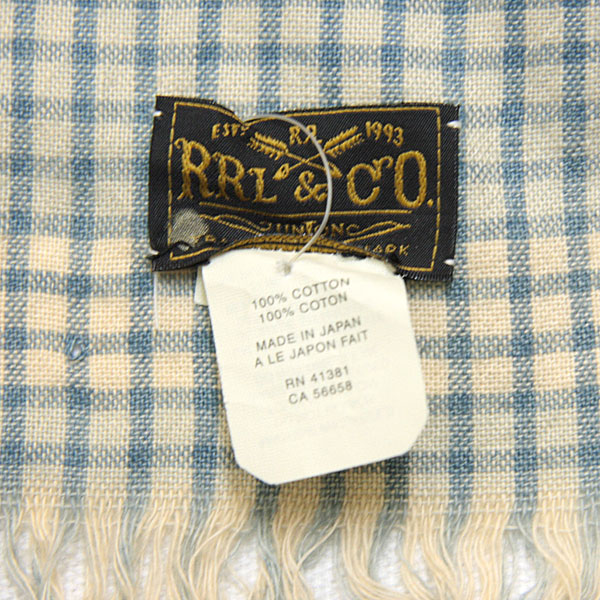 ESTD RR 1993
RRL & CO.
100% COTTON
100% COTON
MADE IN JAPAN
A LE JAPON FAIT
RN 41381
CA 56658